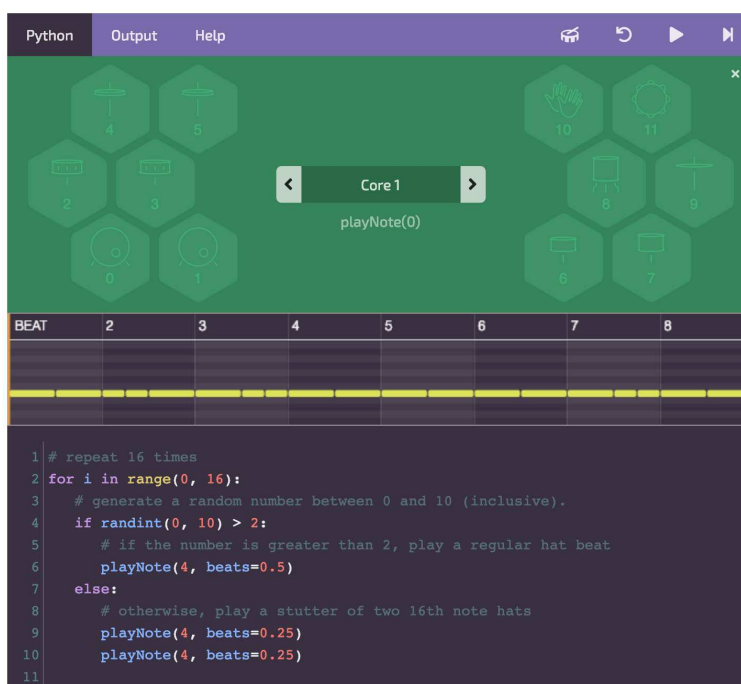 Python Output Help
×
4 5 10 11
2 3 8 9
Core 1
playNote(0)
0 1 6 7
BEAT 2 3 4 5 6 7 8
1 # repeat 16 times
2 for i in range(0, 16):
3 # generate a random number between 0 and 10 (inclusive).
4 if randint(0, 10) > 2:
5 # if the number is greater than 2, play a regular hat beat
6 playNote(4, beats=0.5)
7 else:
8 # otherwise, play a stutter of two 16th note hats
9 playNote(4, beats=0.25)
10 playNote(4, beats=0.25)
11